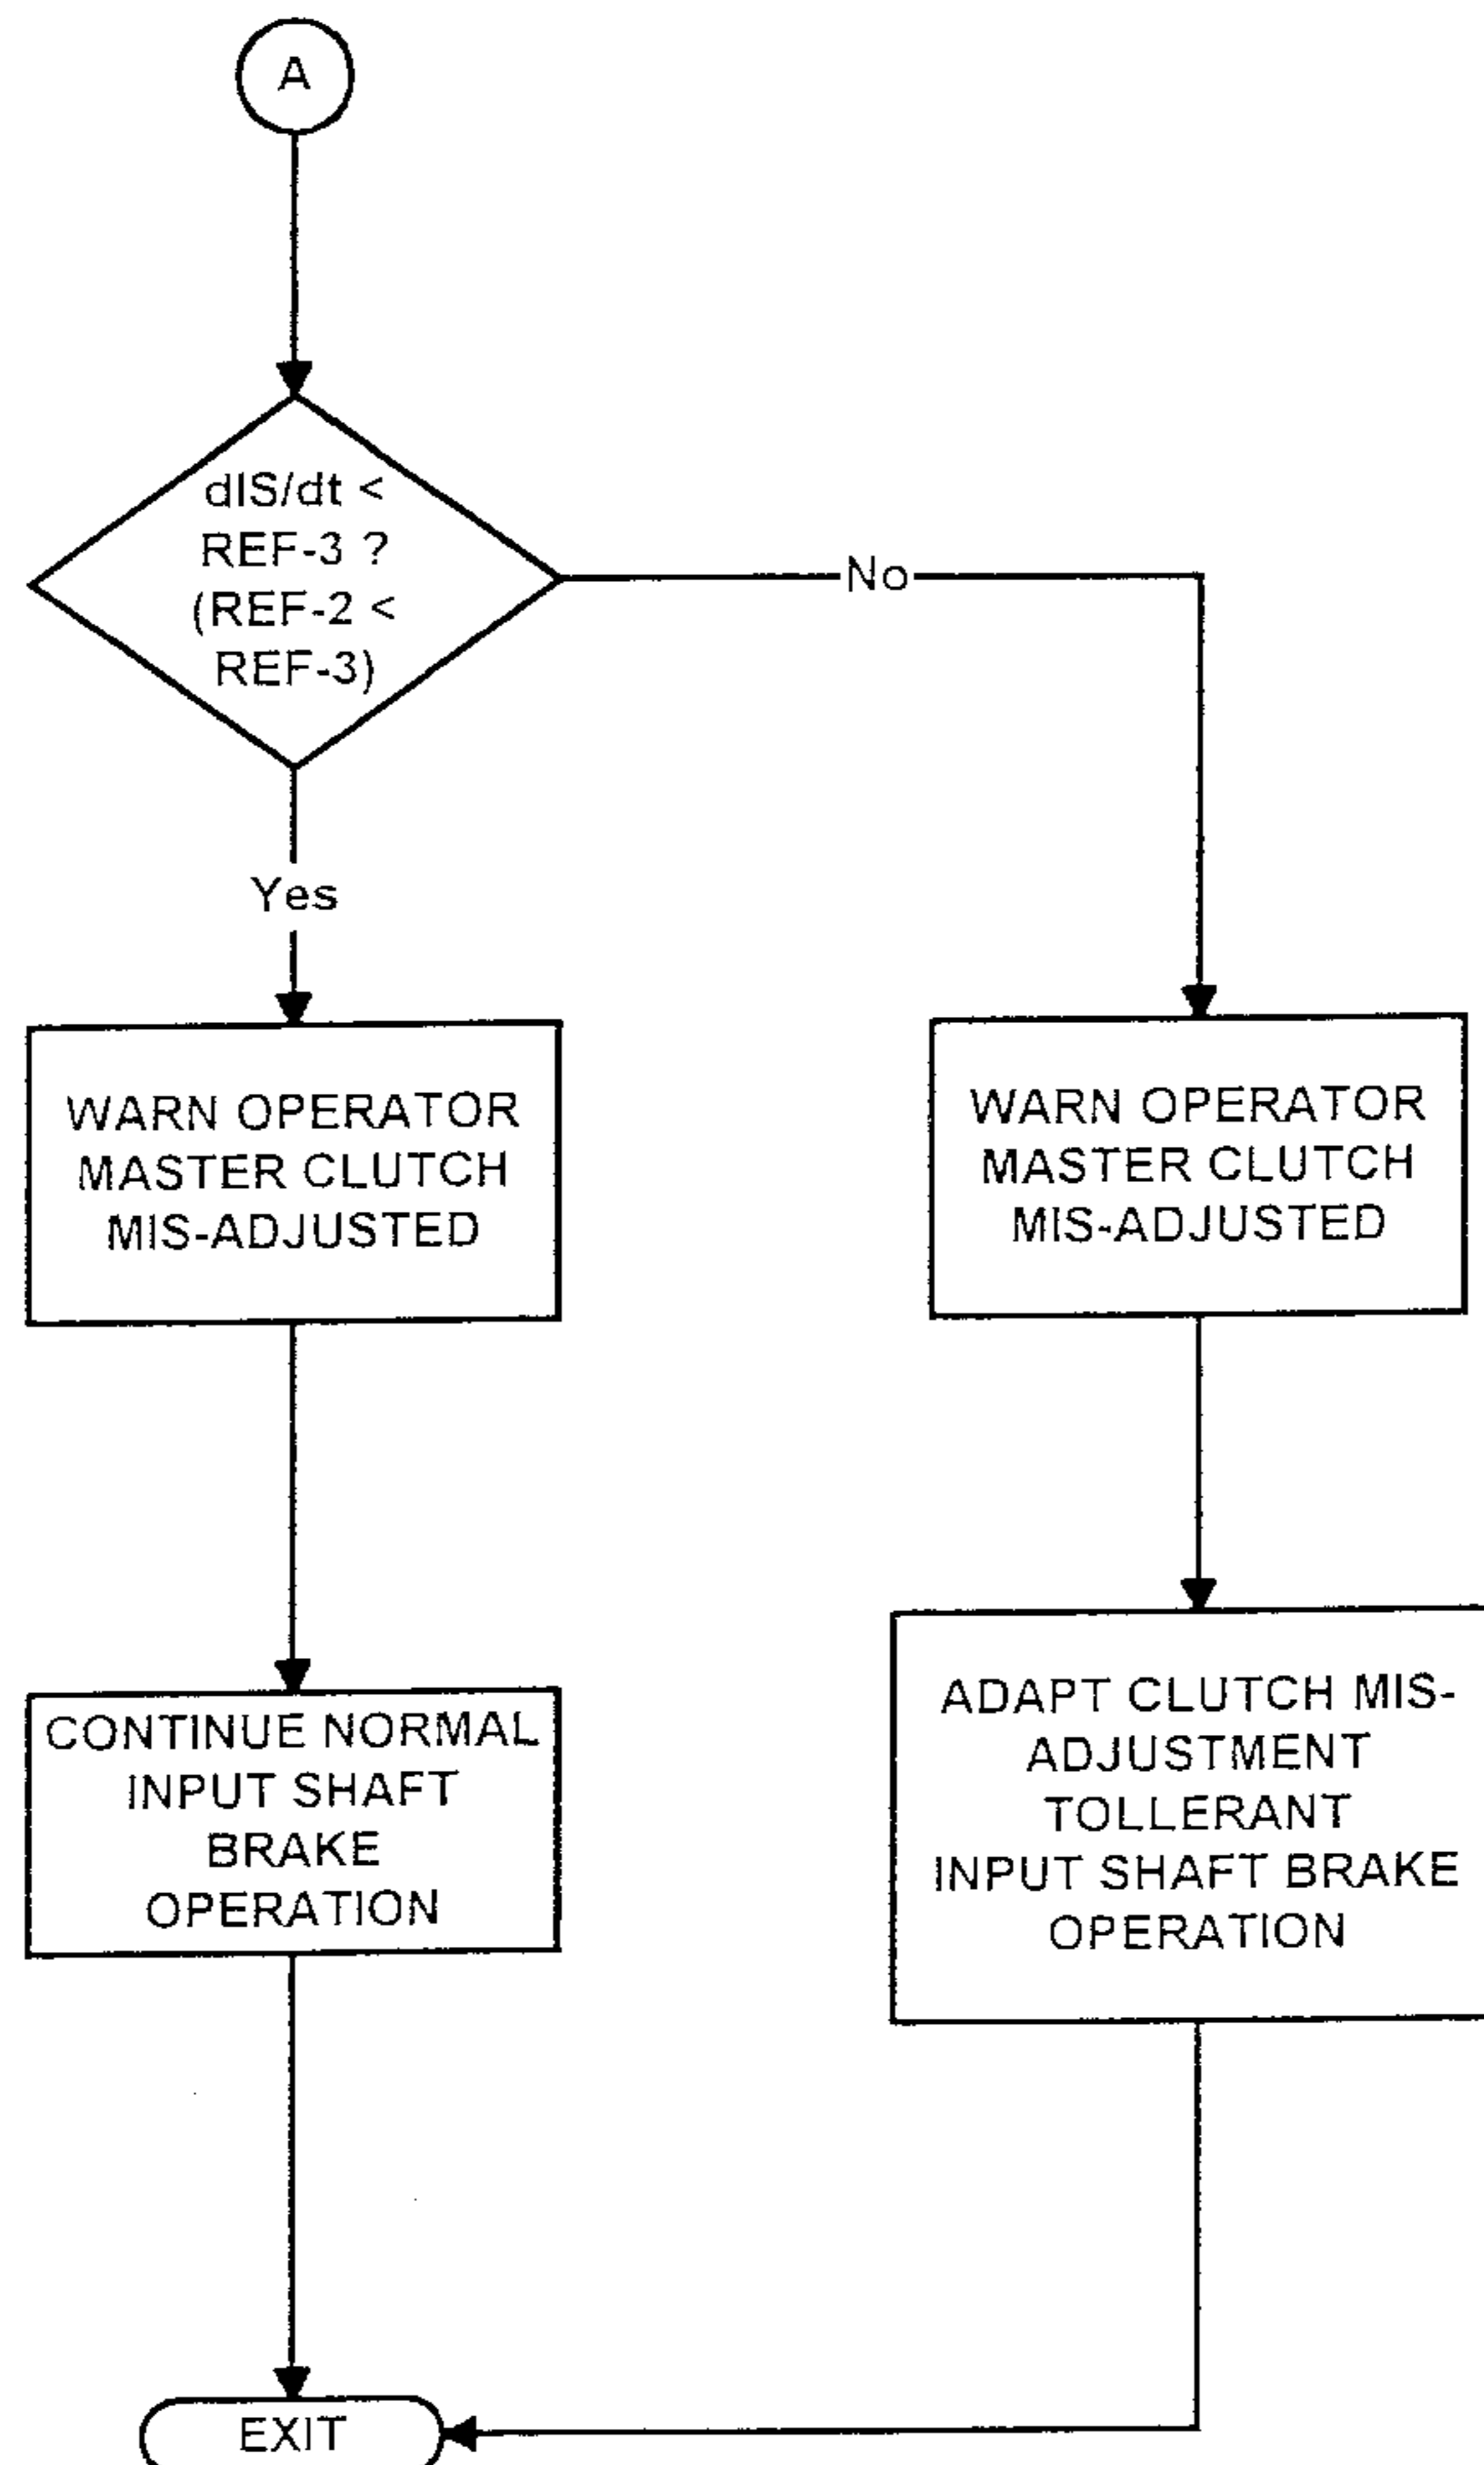 A
dIS/dt <
REF-3 ?
(REF-2 <
REF-3)
No
Yes
WARN OPERATOR
MASTER CLUTCH
MIS-ADJUSTED
WARN OPERATOR
MASTER CLUTCH
MIS-ADJUSTED
CONTINUE NORMAL
INPUT SHAFT
BRAKE
OPERATION
ADAPT CLUTCH MIS-
ADJUSTMENT
TOLLERANT
INPUT SHAFT BRAKE
OPERATION
EXIT